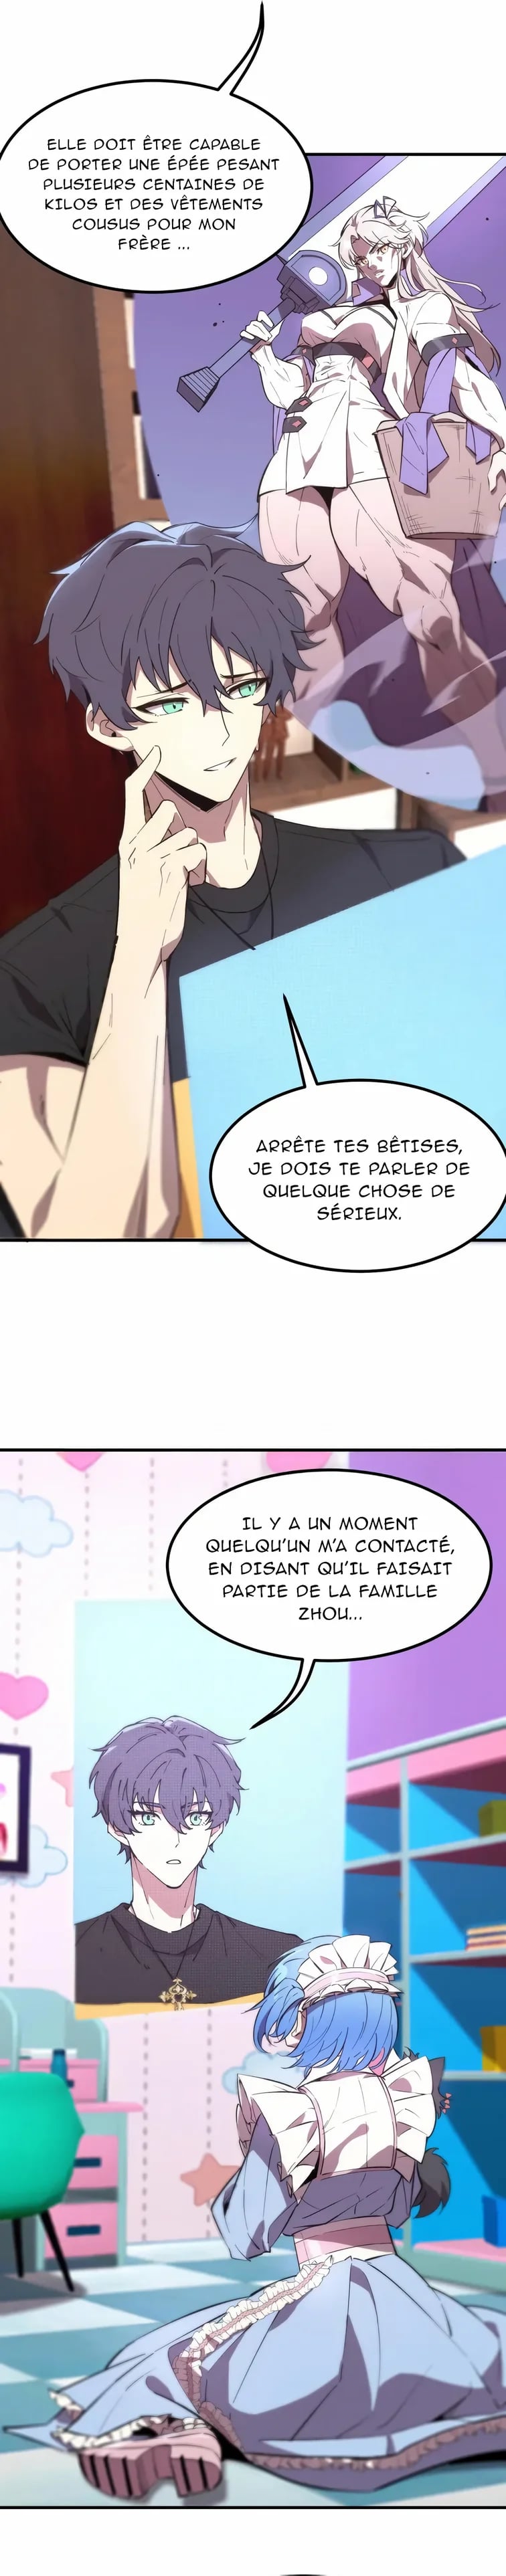 ELLE DOIT ÊTRE CAPABLE
DE PORTER UNE ÉPÉE PESANT
PLUSIEURS CENTAINES DE
KILOS ET DES VÊTEMENTS
COUSUS POUR MON
FRÈRE ...
ARRÊTE TES BÊTISES,
JE DOIS TE PARLER DE
QUELQUE CHOSE DE
SÉRIEUX.
IL Y A UN MOMENT
QUELQU'UN M'A CONTACTÉ,
EN DISANT QU'IL FAISAIT
PARTIE DE LA FAMILLE
ZHOU...